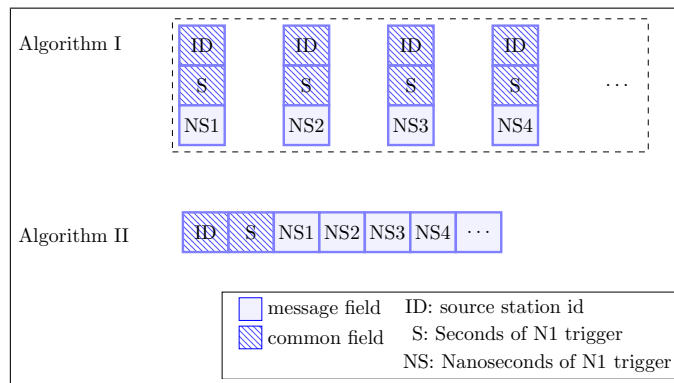 Algorithm I
ID ID ID ID
S S S S ...
NS1 NS2 NS3 NS4
Algorithm II
ID S NS1 NS2 NS3 NS4 ...
message field ID: source station id
common field S: Seconds of N1 trigger
NS: Nanoseconds of N1 trigger